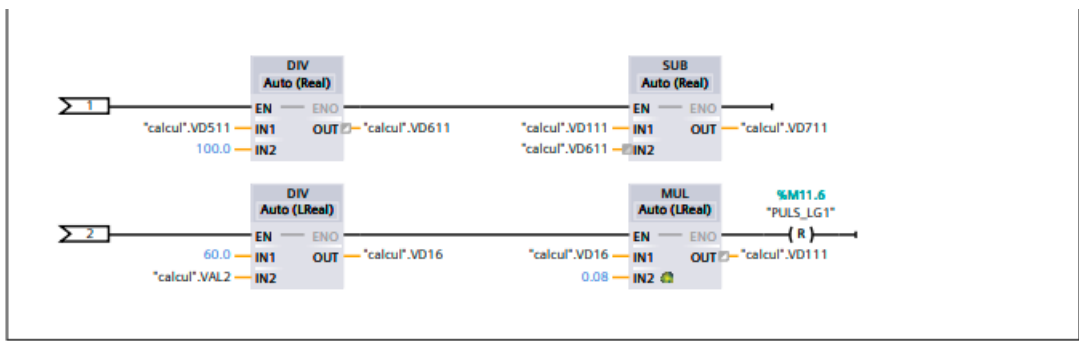 DIV
Auto (Real)
SUB
Auto (Real)
1
EN
ENO
EN
ENO
"calcul".VD511
IN1
OUT
"calcul".VD611
"calcul".VD111
IN1
OUT
"calcul".VD711
100.0
IN2
"calcul".VD611
IN2
DIV
Auto (LReal)
MUL
Auto (LReal)
%M11.6
"PULS_LG1"
2
EN
ENO
EN
ENO
R
60.0
IN1
OUT
"calcul".VD16
"calcul".VD16
IN1
OUT
"calcul".VD111
"calcul".VAL2
IN2
0.08
IN2